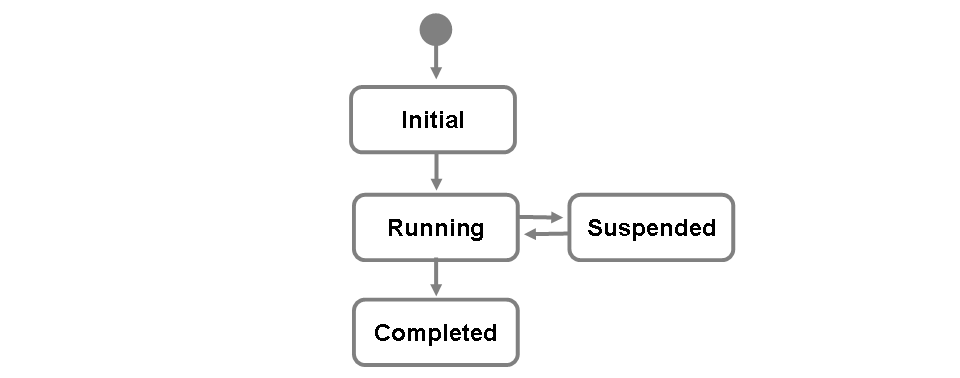 Initial
Running
Suspended
Completed